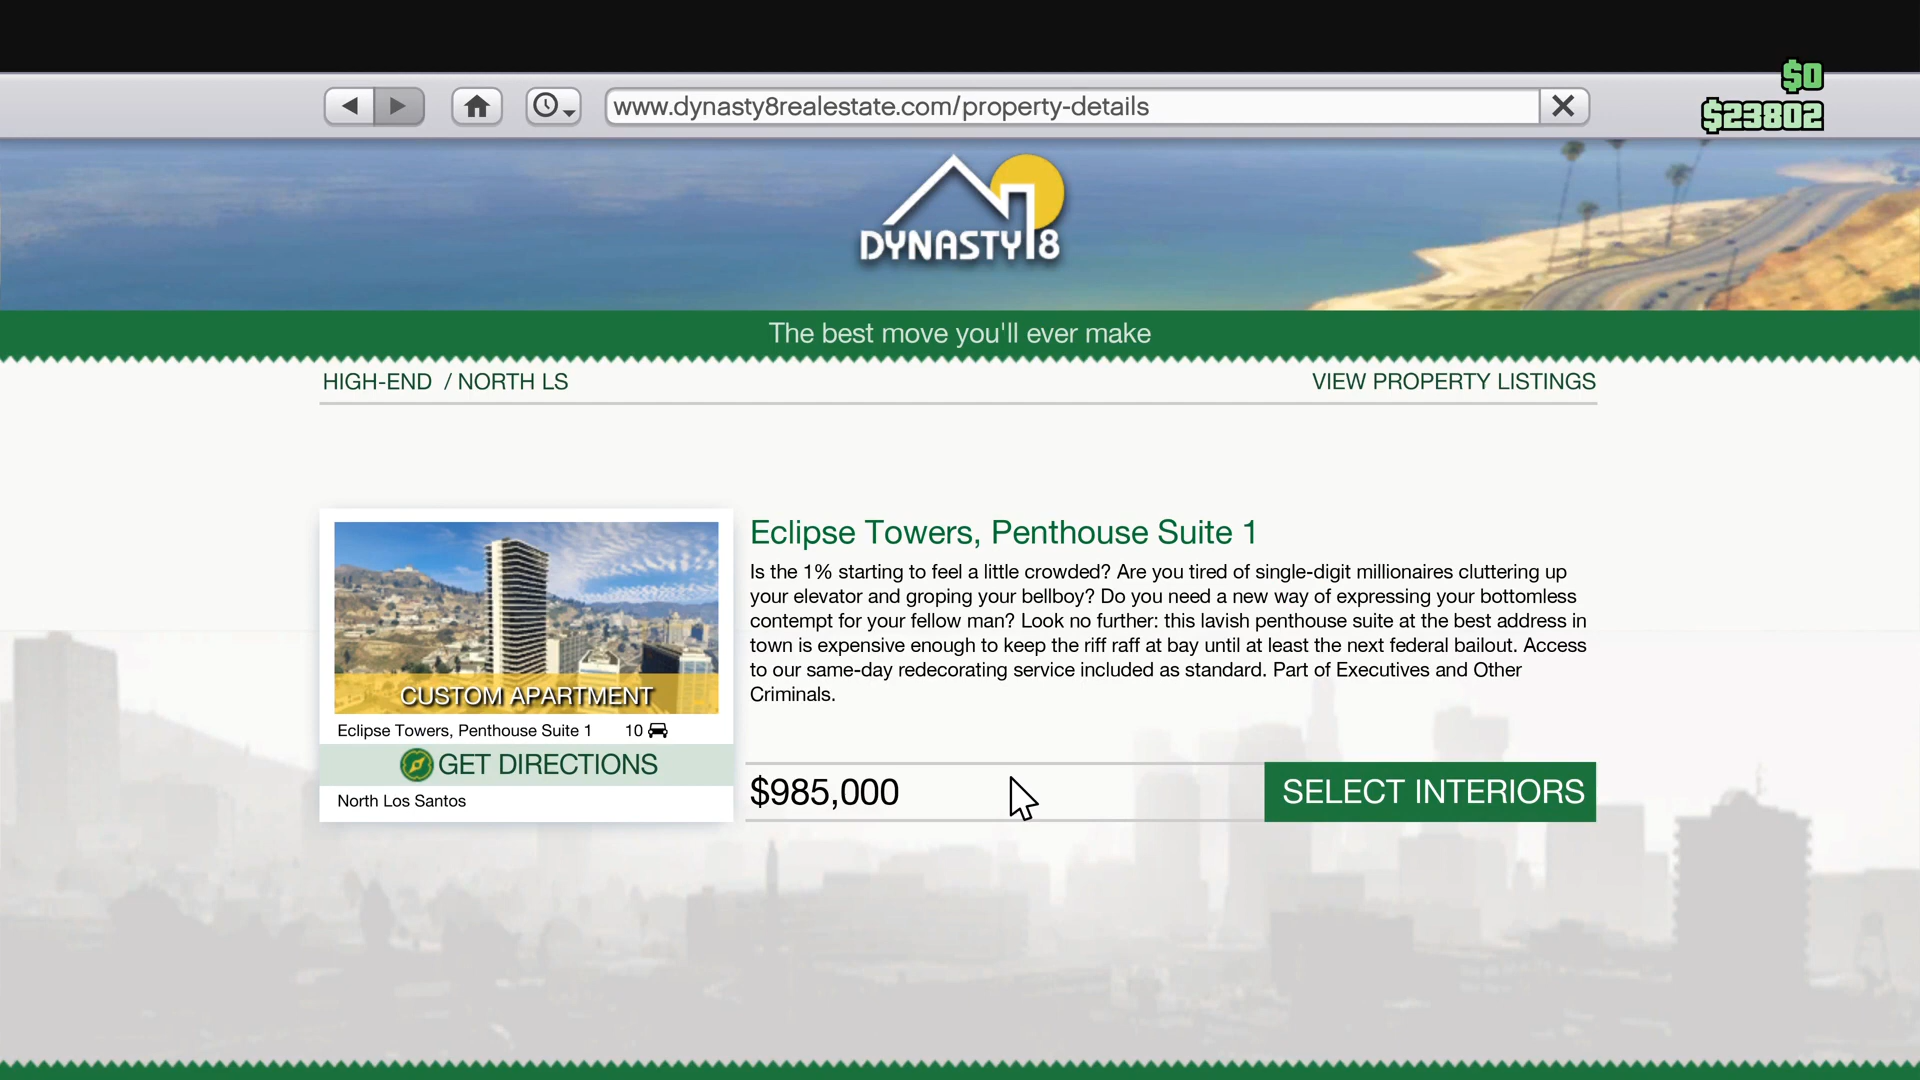 $0
www.dynasty8realestate.com/property-details
$23802
DYNASTY 8
The best move you'll ever make
HIGH-END / NORTH LS
VIEW PROPERTY LISTINGS
Eclipse Towers, Penthouse Suite 1
Is the 1% starting to feel a little crowded? Are you tired of single-digit millionaires cluttering up
your elevator and groping your bellboy? Do you need a new way of expressing your bottomless
contempt for your fellow man? Look no further: this lavish penthouse suite at the best address in
town is expensive enough to keep the riff raff at bay until at least the next federal bailout. Access
to our same-day redecorating service included as standard. Part of Executives and Other
Criminals.
CUSTOM APARTMENT
Eclipse Towers, Penthouse Suite 1 10
GET DIRECTIONS
North Los Santos
$985,000
SELECT INTERIORS